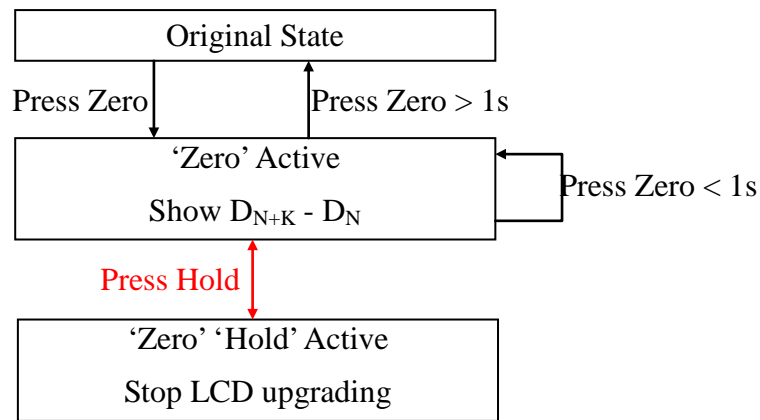 Original State
Press Zero
Press Zero > 1s
‘Zero’ Active
Show D_{N+K} - D_N
Press Zero < 1s
Press Hold
‘Zero’ ‘Hold’ Active
Stop LCD upgrading